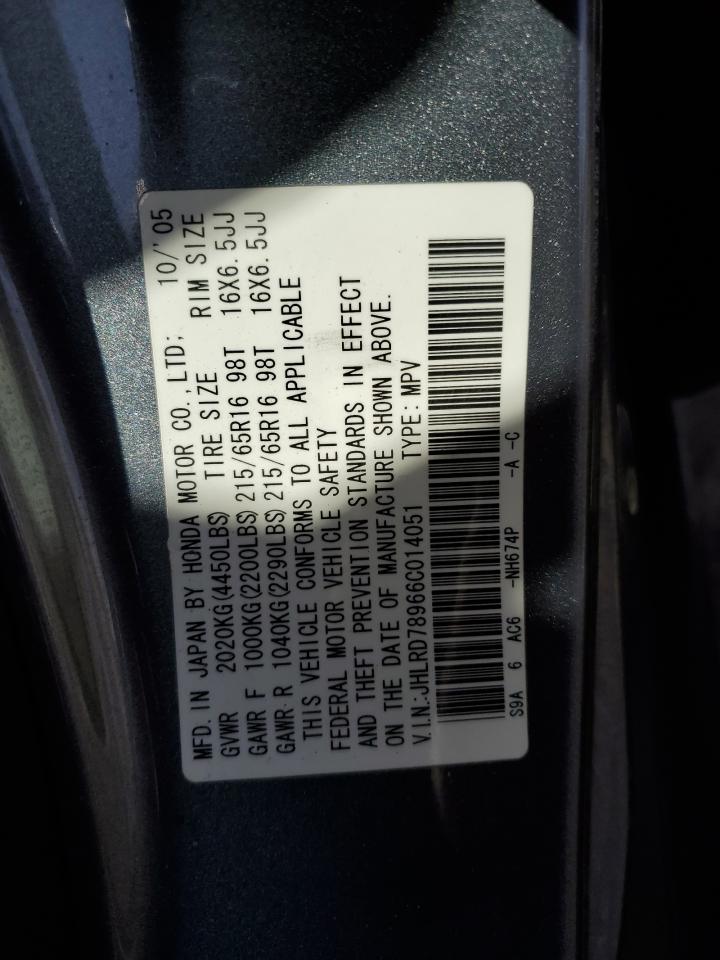 MFD. IN JAPAN BY HONDA MOTOR CO., LTD; 10/'05
GVWR 2020KG(4450LBS) TIRE SIZE RIM SIZE
GAWR F 1000KG(2200LBS) 215/65R16 98T 16X6.5JJ
GAWR R 1040KG(2290LBS) 215/65R16 98T 16X6.5JJ
THIS VEHICLE CONFORMS TO ALL APPLICABLE
FEDERAL MOTOR VEHICLE SAFETY
AND THEFT PREVENTION STANDARDS IN EFFECT
ON THE DATE OF MANUFACTURE SHOWN ABOVE.
V.I.N.:JHLRD78966C014051 TYPE:MPV
S9A 6 AC6 -NH674P -A -C